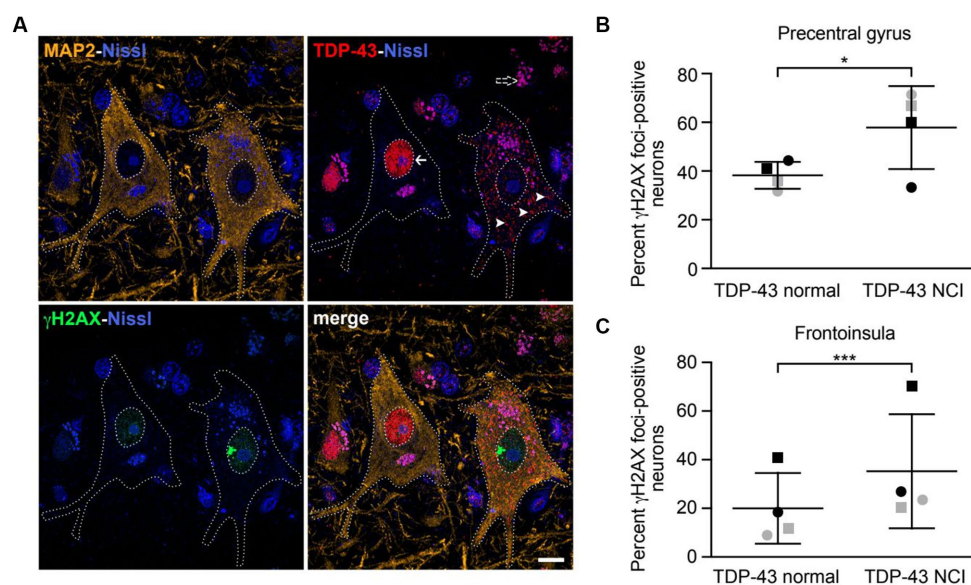 A
MAP2-Nissl
TDP-43-Nissl
γH2AX-Nissl
merge
B
Precentral gyrus
*
80
60
40
20
0
Percent γH2AX foci-positive
neurons
TDP-43 normal
TDP-43 NCI
C
Frontoinsula
***
80
60
40
20
0
Percent γH2AX foci-positive
neurons
TDP-43 normal
TDP-43 NCI